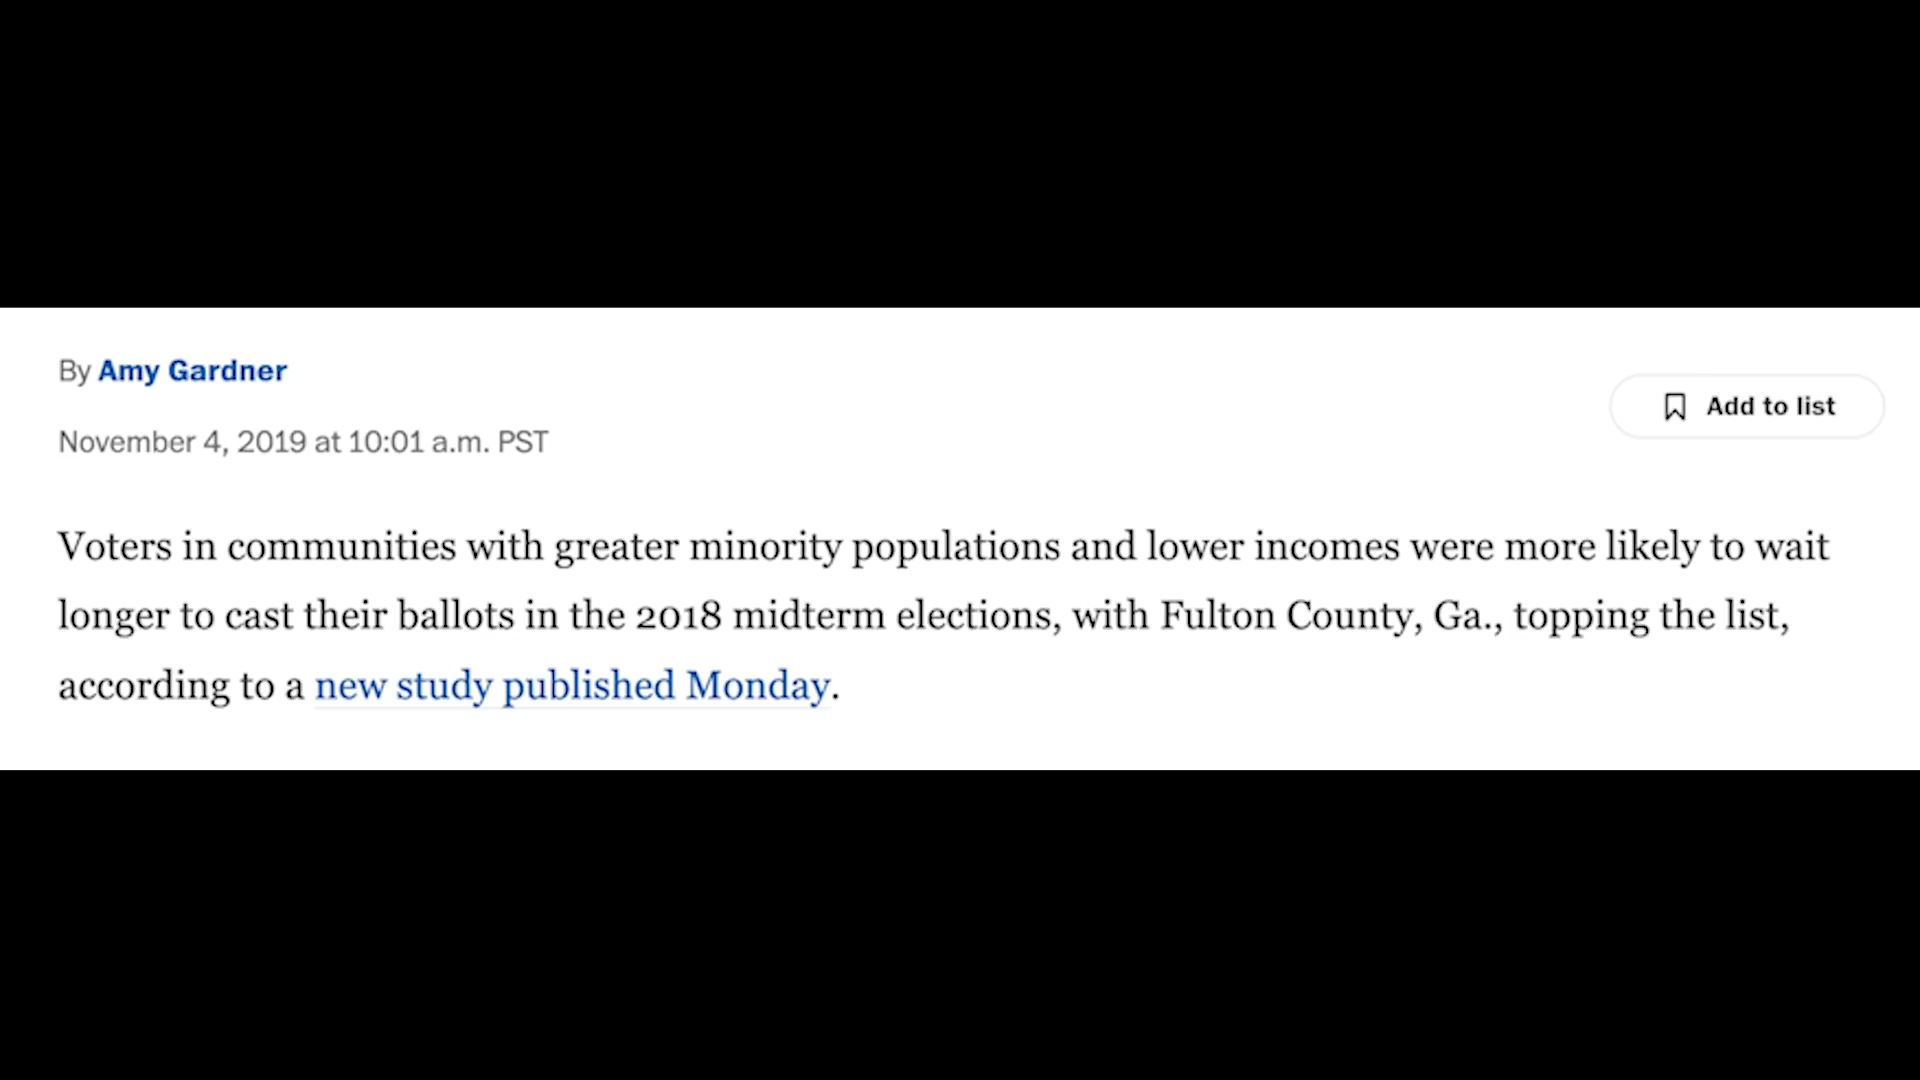 By Amy Gardner
Add to list
November 4, 2019 at 10:01 a.m. PST
Voters in communities with greater minority populations and lower incomes were more likely to wait
longer to cast their ballots in the 2018 midterm elections, with Fulton County, Ga., topping the list,
according to a new study published Monday.